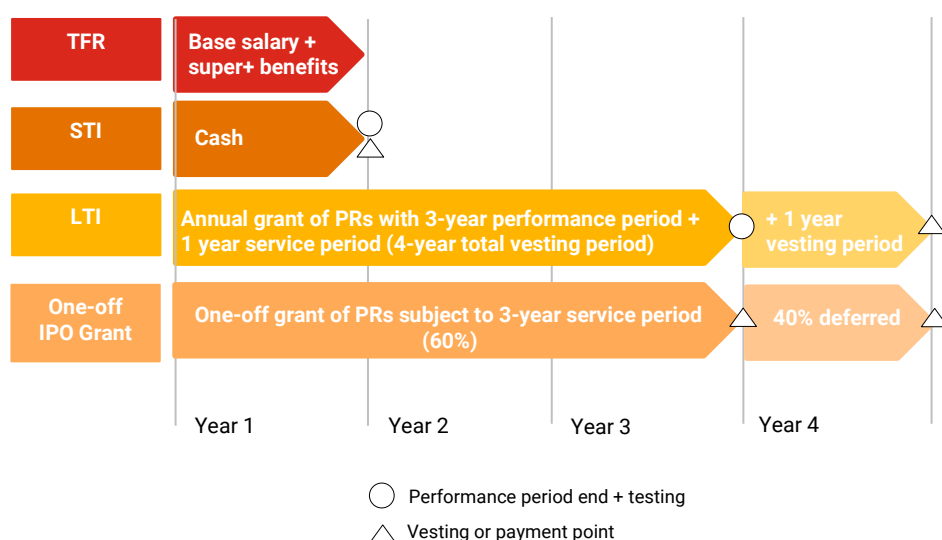 TFR
Base salary +
super+ benefits
STI
Cash
LTI
Annual grant of PRs with 3-year performance period +
1 year service period (4-year total vesting period)
+ 1 year
vesting period
One-off
IPO Grant
One-off grant of PRs subject to 3-year service period
(60%)
40% deferred
Year 1
Year 2
Year 3
Year 4
Performance period end + testing
Vesting or payment point